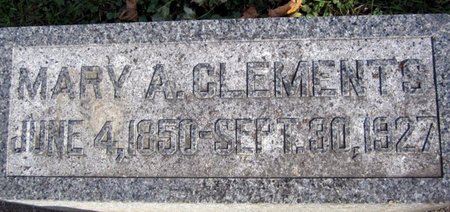 MARY A. CLEMENTS
JUNE 4, 1850-SEPT. 30, 1927